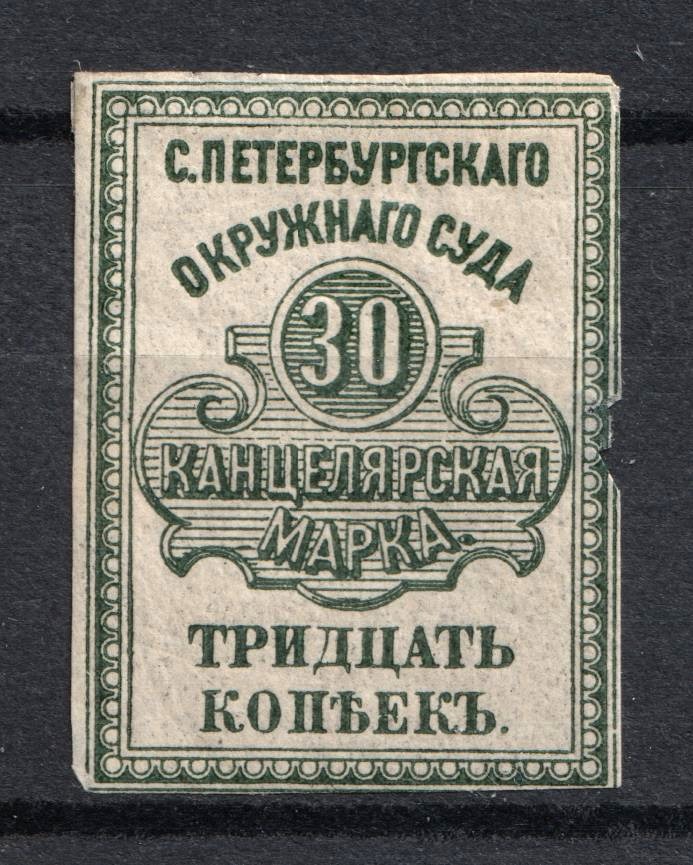 С.ПЕТЕРБУРГСКАГО
ОКРУЖНАГО СУДА
30
КАНЦЕЛЯРСКАЯ
МАРКА.
ТРИДЦАТЬ
КОПѢЕКЪ.